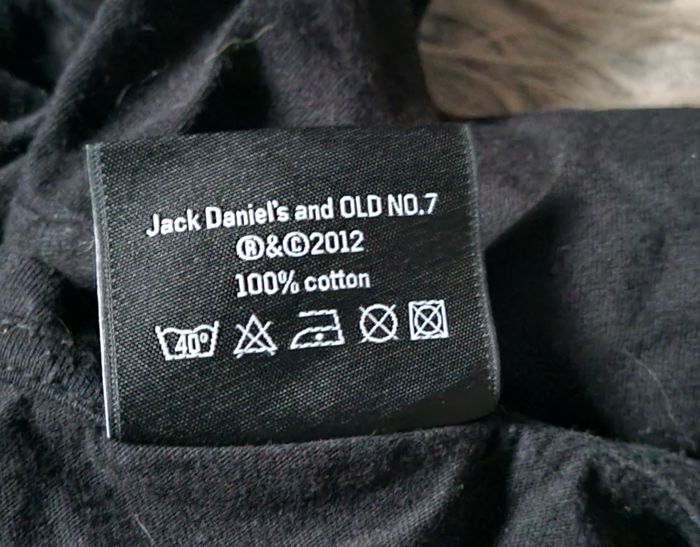 Jack Daniel's and OLD NO.7
®&©2012
100% cotton
40°